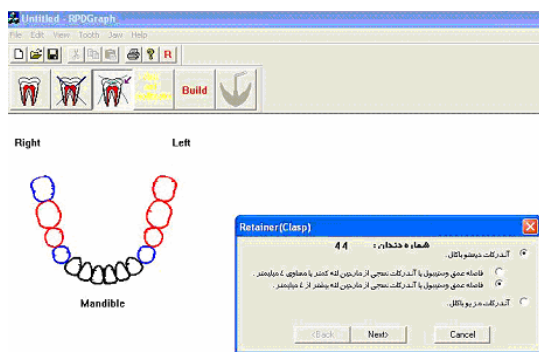 Untitled - RPDGraph
File Edit View Tooth Jaw Help
R
Build
Right Left
Mandible
Retainer(Clasp)
شماره دندان : 44
آندرکات دیستوباکال .
فاصله عمق وستیبول یا آندرکات نسجی از مارجین لثه کمتر یا مساوی ٤ میلیمتر .
فاصله عمق وستیبول یا آندرکات نسجی از مارجین لثه بیشتر از ٤ میلیمتر .
آندرکات مزیوباکال .
<Back Next> Cancel